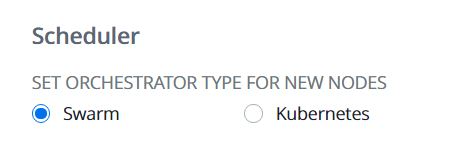 Scheduler
SET ORCHESTRATOR TYPE FOR NEW NODES
Swarm Kubernetes